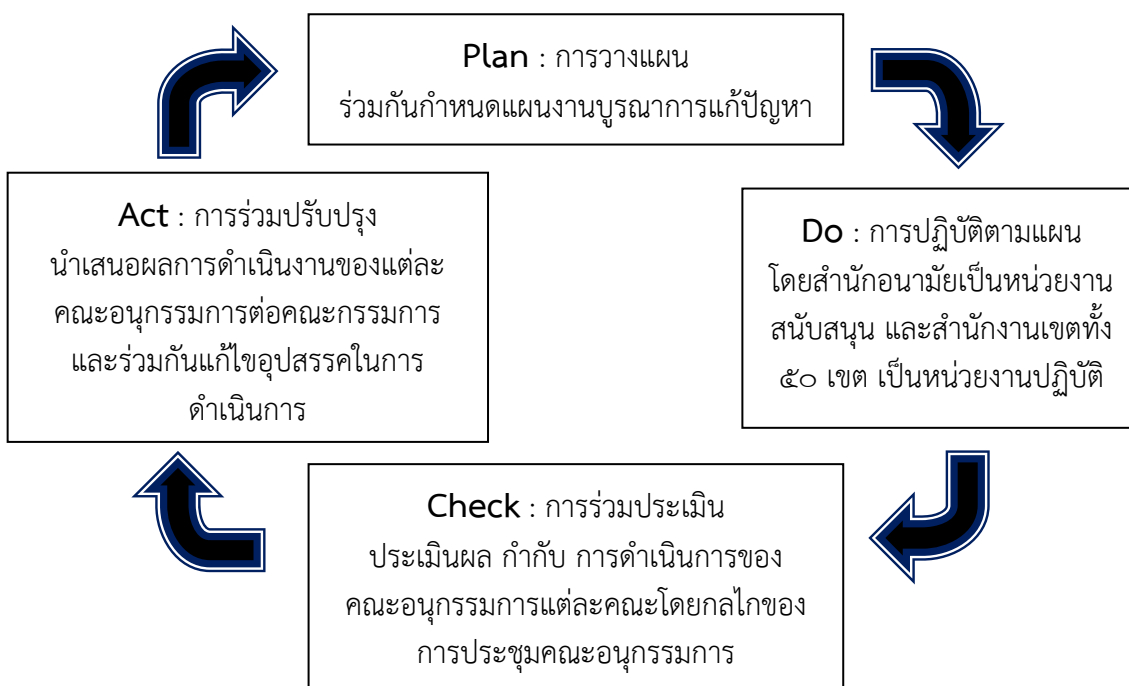 Plan : การวางแผน
ร่วมกันกำหนดแผนงานบูรณาการแก้ปัญหา
Do : การปฏิบัติตามแผน
โดยสำนักอนามัยเป็นหน่วยงาน
สนับสนุน และสำนักงานเขตทั้ง
๕๐ เขต เป็นหน่วยงานปฏิบัติ
Check : การร่วมประเมิน
ประเมินผล กำกับ การดำเนินการของ
คณะอนุกรรมการแต่ละคณะโดยกลไกของ
การประชุมคณะอนุกรรมการ
Act : การร่วมปรับปรุง
นำเสนอผลการดำเนินงานของแต่ละ
คณะอนุกรรมการต่อคณะกรรมการ
และร่วมกันแก้ไขอุปสรรคในการ
ดำเนินการ